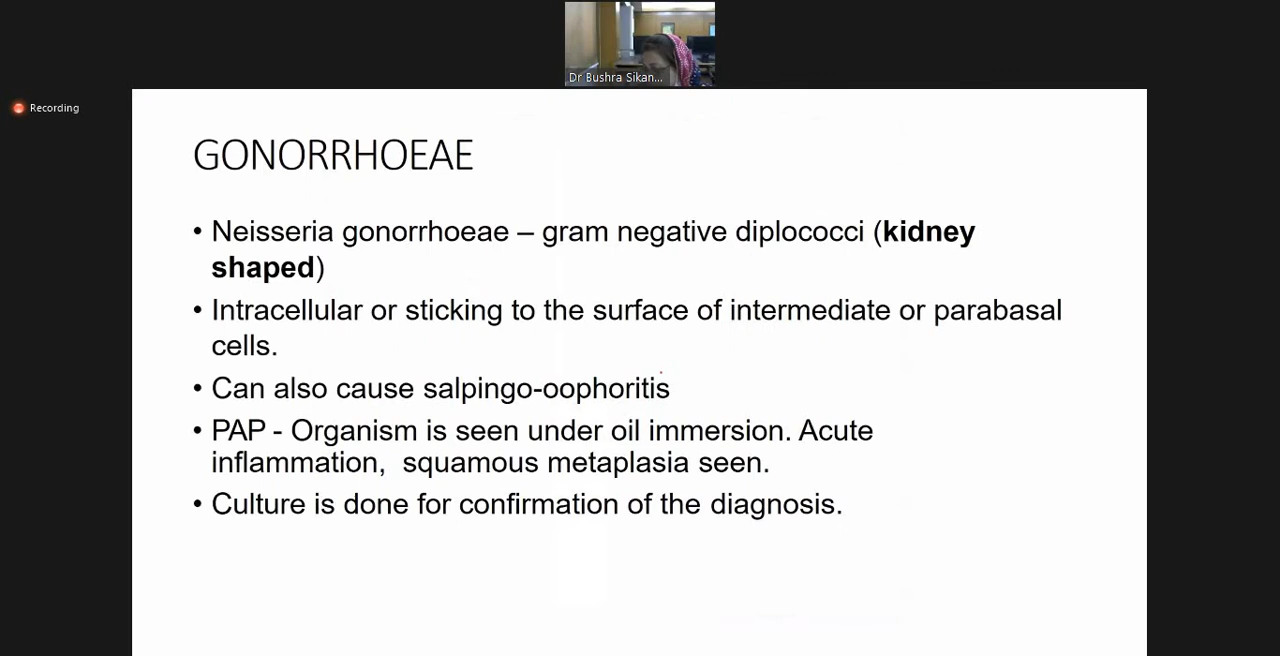 Dr Bushra Sikan...
Recording
GONORRHOEAE
• Neisseria gonorrhoeae – gram negative diplococci (kidney
shaped)
• Intracellular or sticking to the surface of intermediate or parabasal
cells.
• Can also cause salpingo-oophoritis
• PAP - Organism is seen under oil immersion. Acute
inflammation,  squamous metaplasia seen.
• Culture is done for confirmation of the diagnosis.